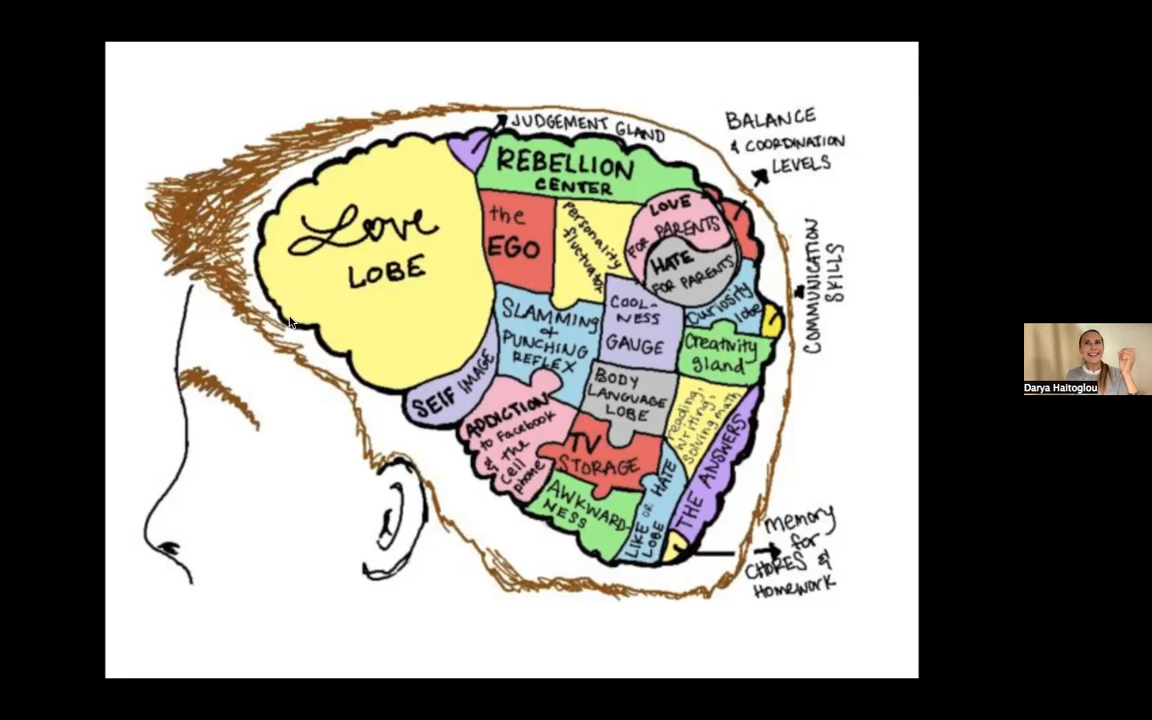 JUDGEMENT GLAND
BALANCE
& COORDINATION
LEVELS
REBELLION
CENTER
Love
LOBE
the
EGO
Personality
fluctuator
LOVE
FOR PARENTS
HATE
FOR PARENTS
COMMUNICATION
SKILLS
SLAMMING
&
PUNCHING
REFLEX
COOL-
NESS
GAUGE
Curiosity
lobe
Creativity
gland
SELF IMAGE
BODY
LANGUAGE
LOBE
reading,
writing,
solving math
ADDICTION
to Facebook
& the
cell
phone
TV
STORAGE
THE ANSWERS
AWKWARD-
NESS
LIKE OR HATE
LOBE
memory
for
CHORES &
Homework
Darya Haitoglou